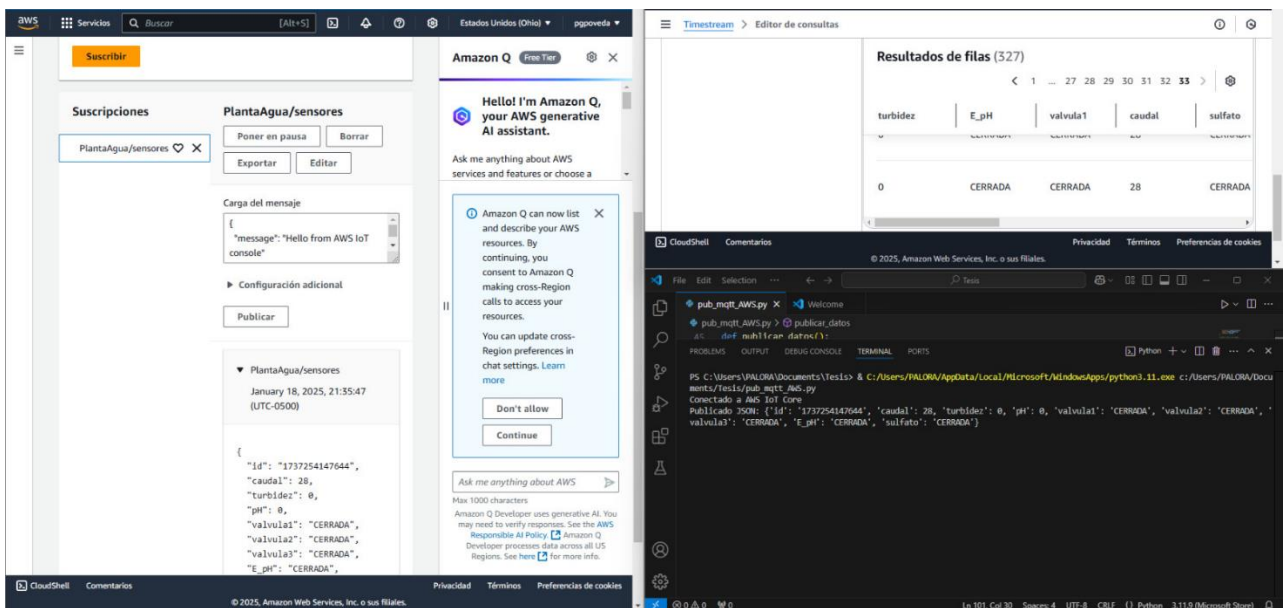 aws
Servicios
Buscar
[Alt+S]
Estados Unidos (Ohio) ▼
pgpoveda ▼
Suscribir
Suscripciones
PlantaAgua/sensores
PlantaAgua/sensores
Poner en pausa
Borrar
Exportar
Editar
Carga del mensaje
{
"message": "Hello from AWS IoT
console"
Configuración adicional
Publicar
PlantaAgua/sensores
January 18, 2025, 21:35:47
(UTC-0500)
{
"id": "1737254147644",
"caudal": 28,
"turbidez": 0,
"pH": 0,
"valvula1": "CERRADA",
"valvula2": "CERRADA",
"valvula3": "CERRADA",
"E_pH": "CERRADA",
Amazon Q
Free Tier
Hello! I'm Amazon Q,
your AWS generative
AI assistant.
Ask me anything about AWS
services and features or choose a
Amazon Q can now list
and describe your AWS
resources. By
continuing, you
consent to Amazon Q
making cross-Region
calls to access your
resources.
You can update cross-
Region preferences in
chat settings. Learn
more
Don't allow
Continue
Ask me anything about AWS
Max 1000 characters
Amazon Q Developer uses generative AI. You
may need to verify responses. See the AWS
Responsible AI Policy. Amazon Q
Developer processes data across all US
Regions. See here for more info.
CloudShell
Comentarios
Privacidad
Términos
Preferencias de cookies
© 2025, Amazon Web Services, Inc. o sus filiales.
Timestream > Editor de consultas
Resultados de filas (327)
< 1 ... 27 28 29 30 31 32 33 >
turbidez
E_pH
valvula1
caudal
sulfato
0 CERRADA CERRADA 28 CERRADA
0 CERRADA CERRADA 28 CERRADA
CloudShell
Comentarios
Privacidad
Términos
Preferencias de cookies
© 2025, Amazon Web Services, Inc. o sus filiales.
File Edit Selection ...
Tesis
pub_mqtt_AWS.py
Welcome
pub_mqtt_AWS.py > publicar_datos
45 def publicar_datos():
PROBLEMS OUTPUT DEBUG CONSOLE TERMINAL PORTS
Python
PS C:\Users\PALORA\Documents\Tesis> & C:/Users/PALORA/AppData/Local/Microsoft/WindowsApps/python3.11.exe c:/Users/PALORA/Docu
ments/Tesis/pub_mqtt_AWS.py
Conectado a AWS IoT Core
Publicado JSON: {'id': '1737254147644', 'caudal': 28, 'turbidez': 0, 'pH': 0, 'valvula1': 'CERRADA', 'valvula2': 'CERRADA', '
valvula3': 'CERRADA', 'E_pH': 'CERRADA', 'sulfato': 'CERRADA'}
0 0 0
Ln 101, Col 30 Spaces: 4 UTF-8 CRLF {} Python 3.11.9 (Microsoft Store)